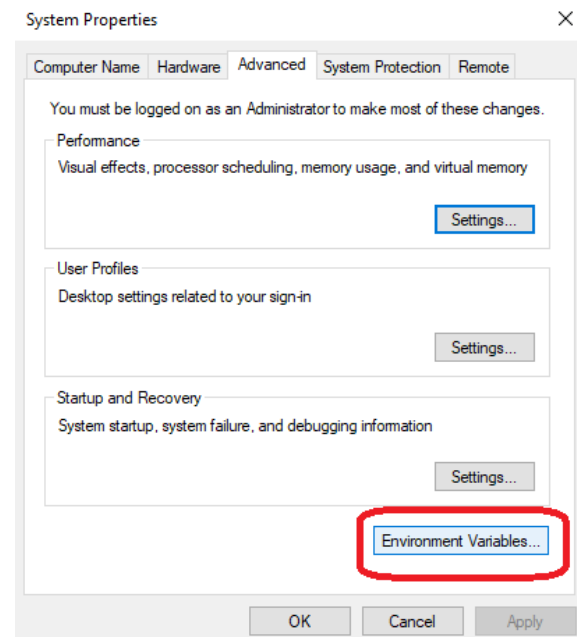 System Properties
Computer Name Hardware Advanced System Protection Remote
You must be logged on as an Administrator to make most of these changes.
Performance
Visual effects, processor scheduling, memory usage, and virtual memory
Settings...
User Profiles
Desktop settings related to your sign-in
Settings...
Startup and Recovery
System startup, system failure, and debugging information
Settings...
Environment Variables...
OK Cancel Apply